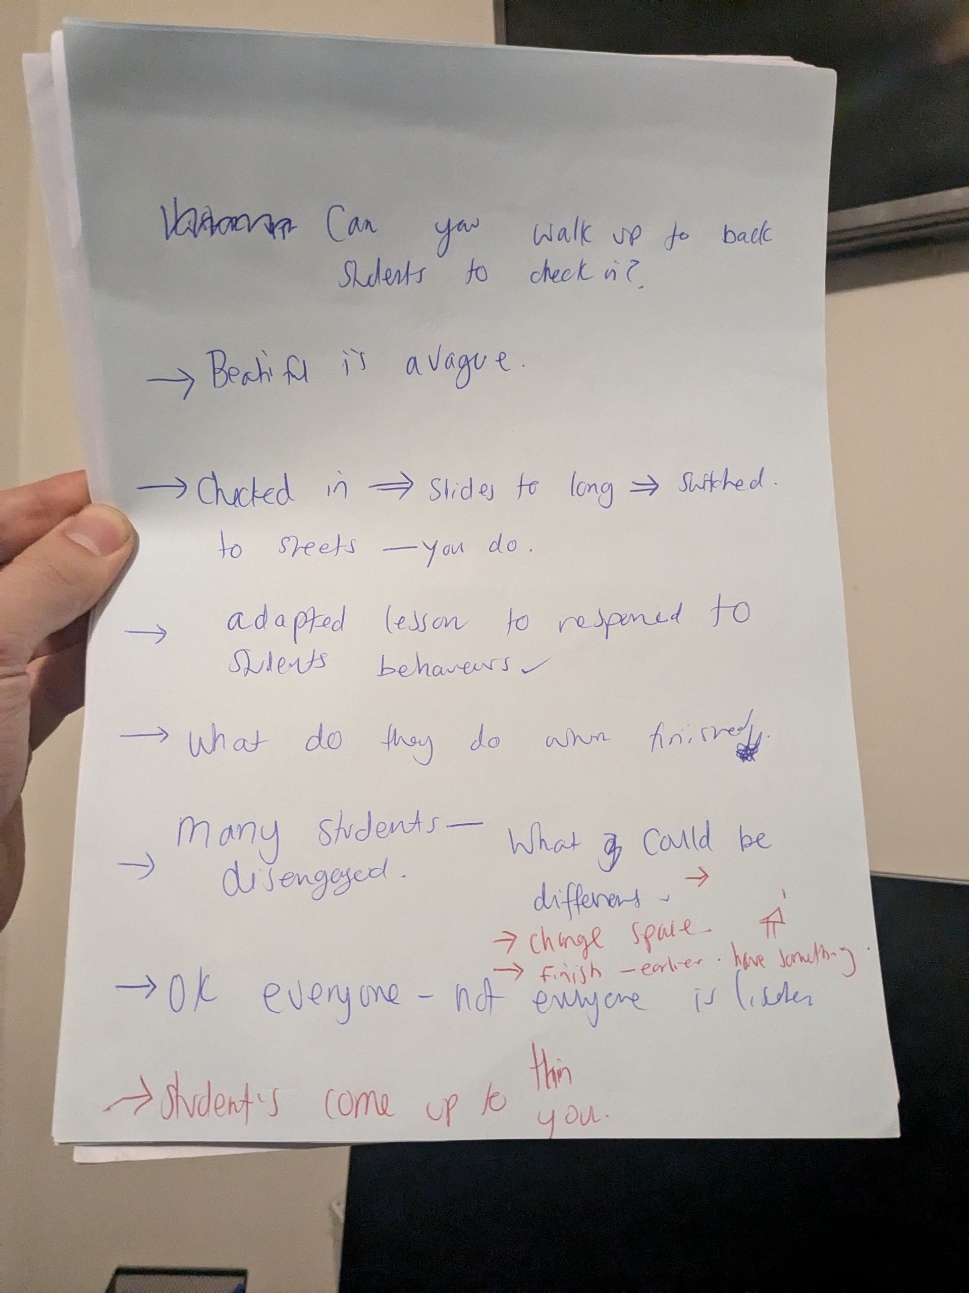 Can you walk up to back
students to check in?
→ Beatiful is a vague.
→ Checked in ⇒ slides to long ⇒ switched.
to sheets — you do.
→ adapted lesson to respened to
students behaveurs ✓
→ What do they do when finished
→ Many students —
disengaged.
What could be
different →
→ change space.
→ finish - earlier. have something.
→ OK everyone - not everyone is listen
→ student's come up to
you.